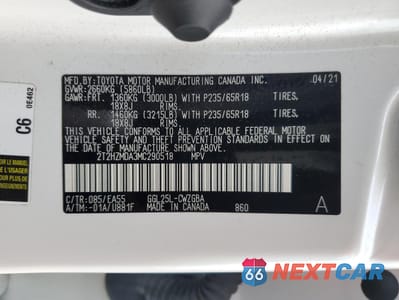 MFD.BY:TOYOTA MOTOR MANUFACTURING CANADA INC. 04/21
GVWR:2660KG (5860LB)
GAWR:FRT. 1360KG (3000LB) WITH P235/65R18 TIRES.
18X8J RIMS.
RR. 1460KG (3215LB) WITH P235/65R18 TIRES.
18X8J RIMS.
THIS VEHICLE CONFORMS TO ALL APPLICABLE FEDERAL
MOTOR VEHICLE SAFETY, BUMPER, AND THEFT
PREVENTION STANDARDS IN EFFECT ON THE DATE
OF MANUFACTURE SHOWN ABOVE.
2T2HZMDA3MC290518 MPV
C/TR:085/EA55 GGL25L-CWZGBA
A/TM:-01A/U881F MADE IN CANADA 860 A
C6 0E462
66 NEXTCAR